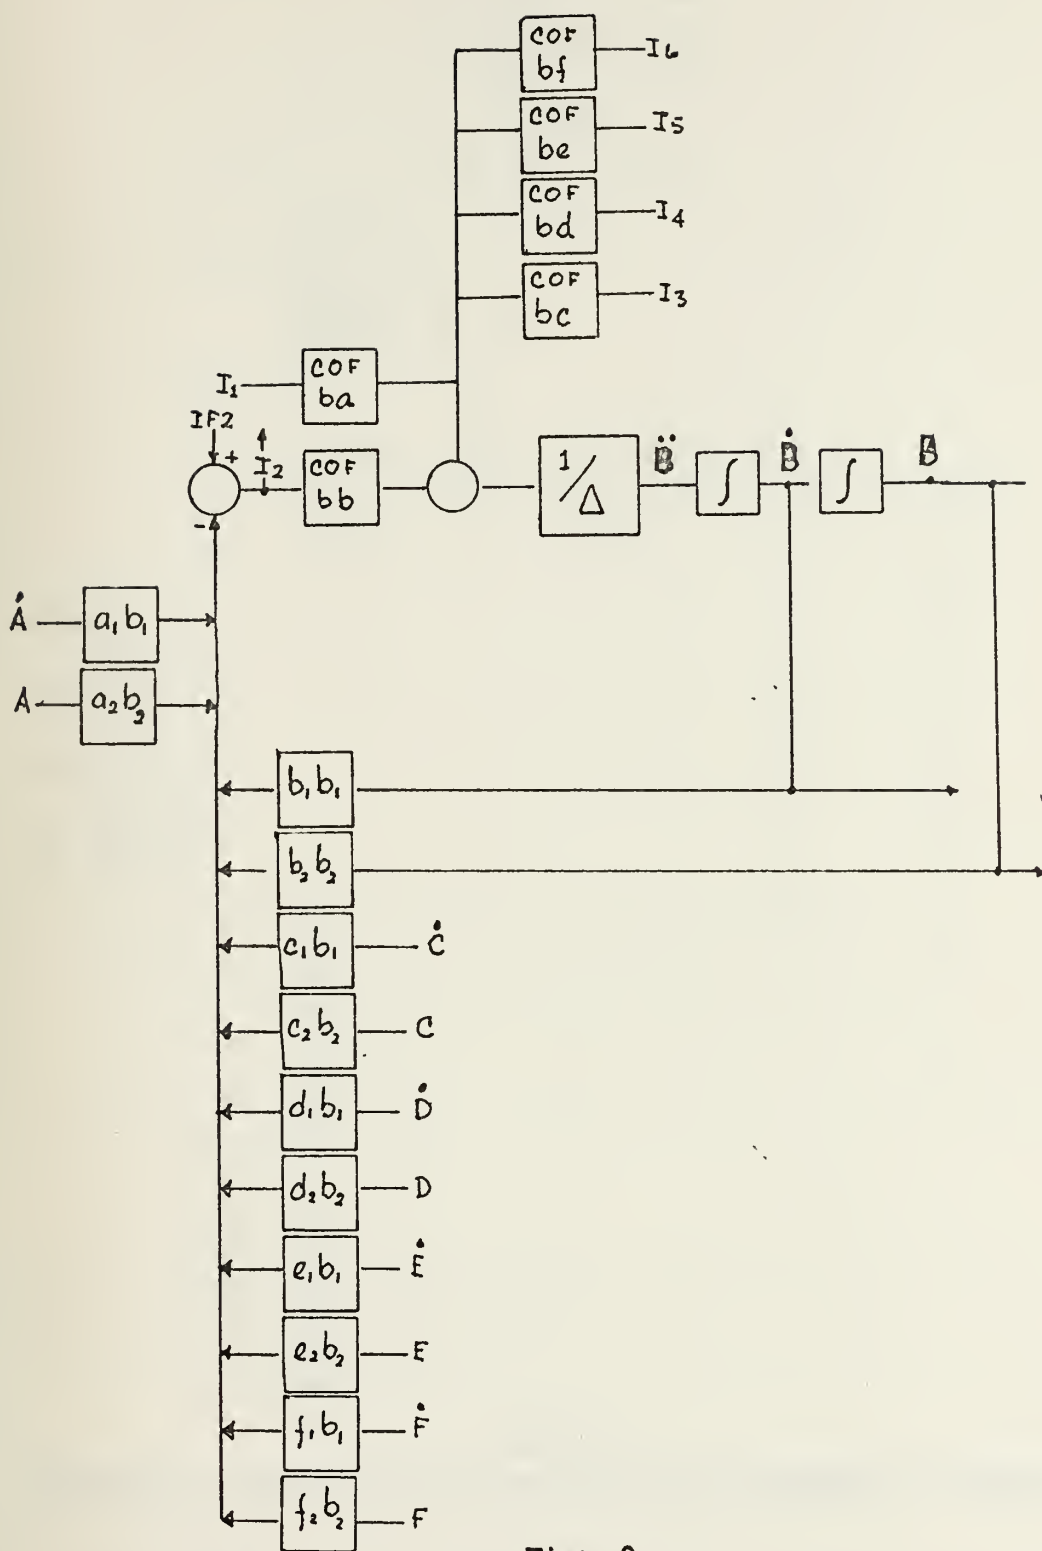 COF
bf
I6
COF
be
I5
COF
bd
I4
COF
bc
I3
I1
COF
ba
IF2
+
I2
COF
bb
1/Δ
B̈
∫
Ḃ
∫
B
-
Ȧ
a₁b₁
A
a₂b₂
b₁b₁
b₂b₂
c₁b₁
Ċ
c₂b₂
C
d₁b₁
Ḋ
d₂b₂
D
e₁b₁
Ė
e₂b₂
E
f₁b₁
Ḟ
f₂b₂
F